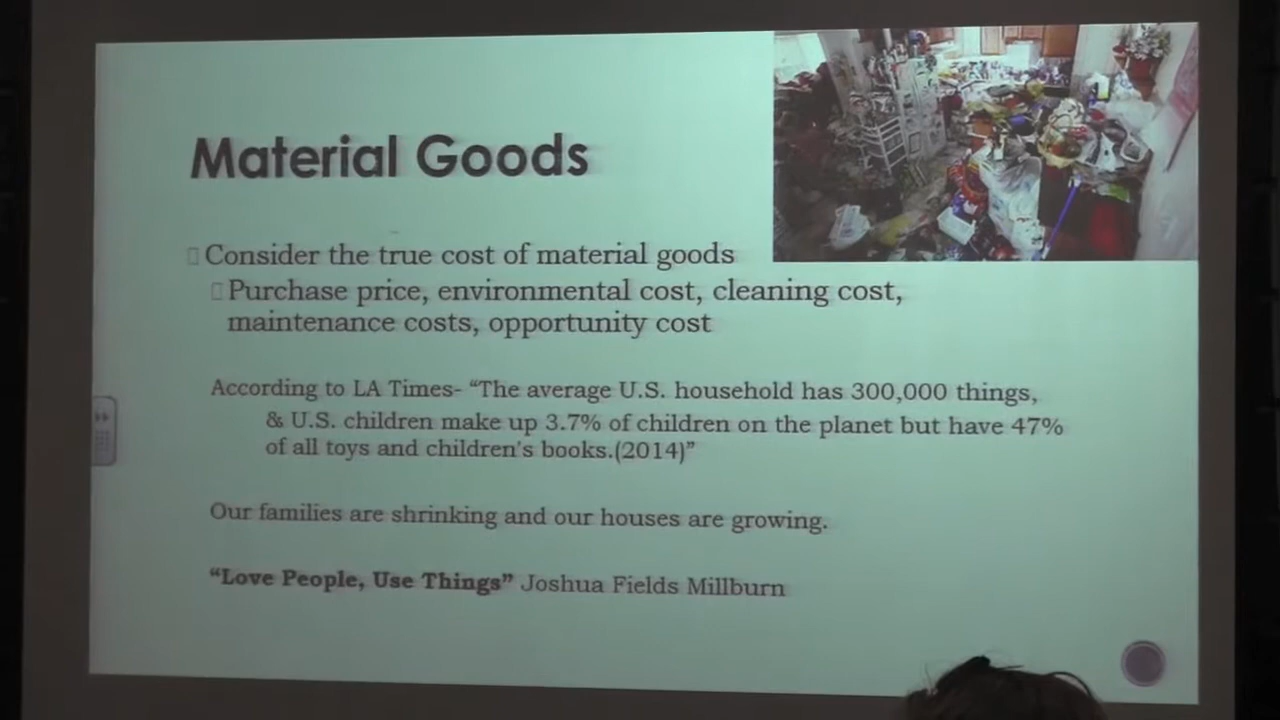 Material Goods
Consider the true cost of material goods
Purchase price, environmental cost, cleaning cost,
maintenance costs, opportunity cost
According to LA Times- “The average U.S. household has 300,000 things,
& U.S. children make up 3.7% of children on the planet but have 47%
of all toys and children's books.(2014)”
Our families are shrinking and our houses are growing.
“Love People, Use Things” Joshua Fields Millburn